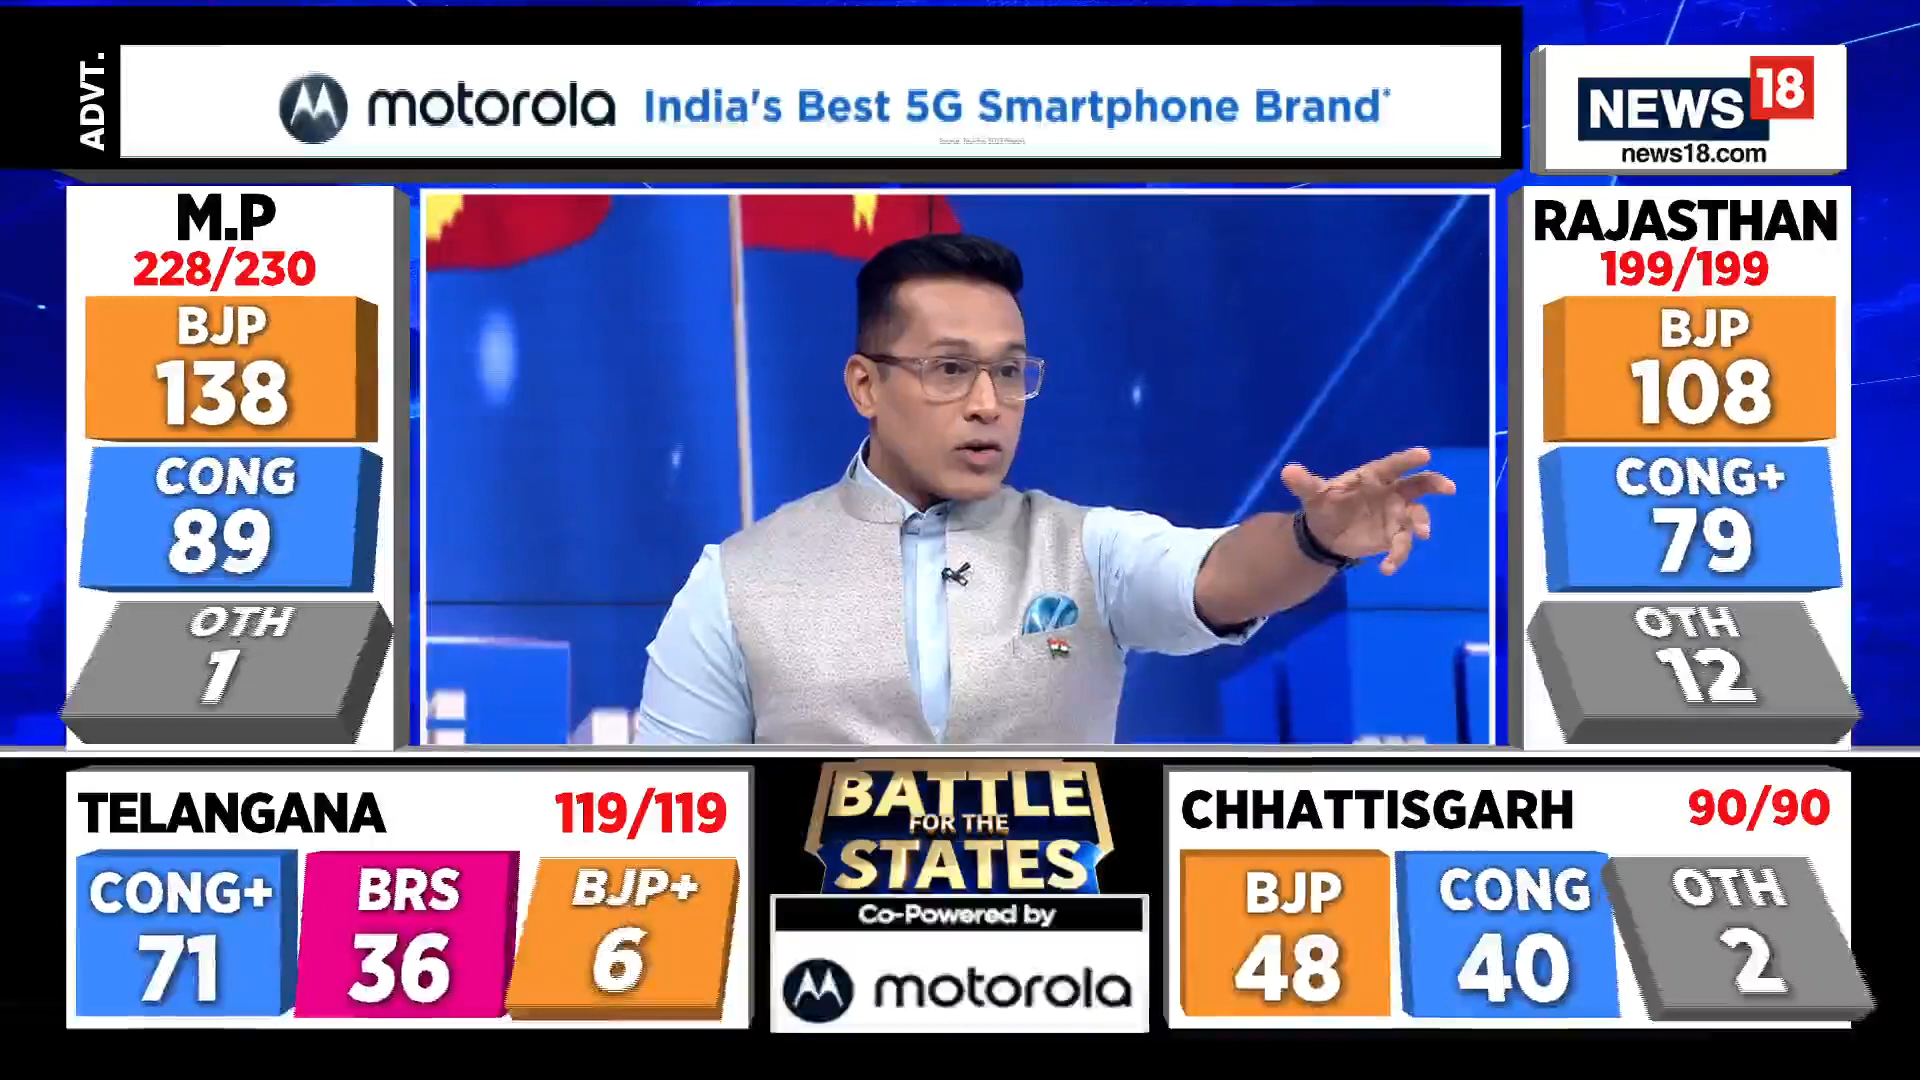 ADVT.
motorola India's Best 5G Smartphone Brand*
NEWS 18
news18.com
M.P
228/230
BJP
138
CONG
89
OTH
1
RAJASTHAN
199/199
BJP
108
CONG+
79
OTH
12
TELANGANA 119/119
CONG+ BRS BJP+
71 36 6
BATTLE
FOR THE
STATES
Co-Powered by
motorola
CHHATTISGARH 90/90
BJP CONG OTH
48 40 2